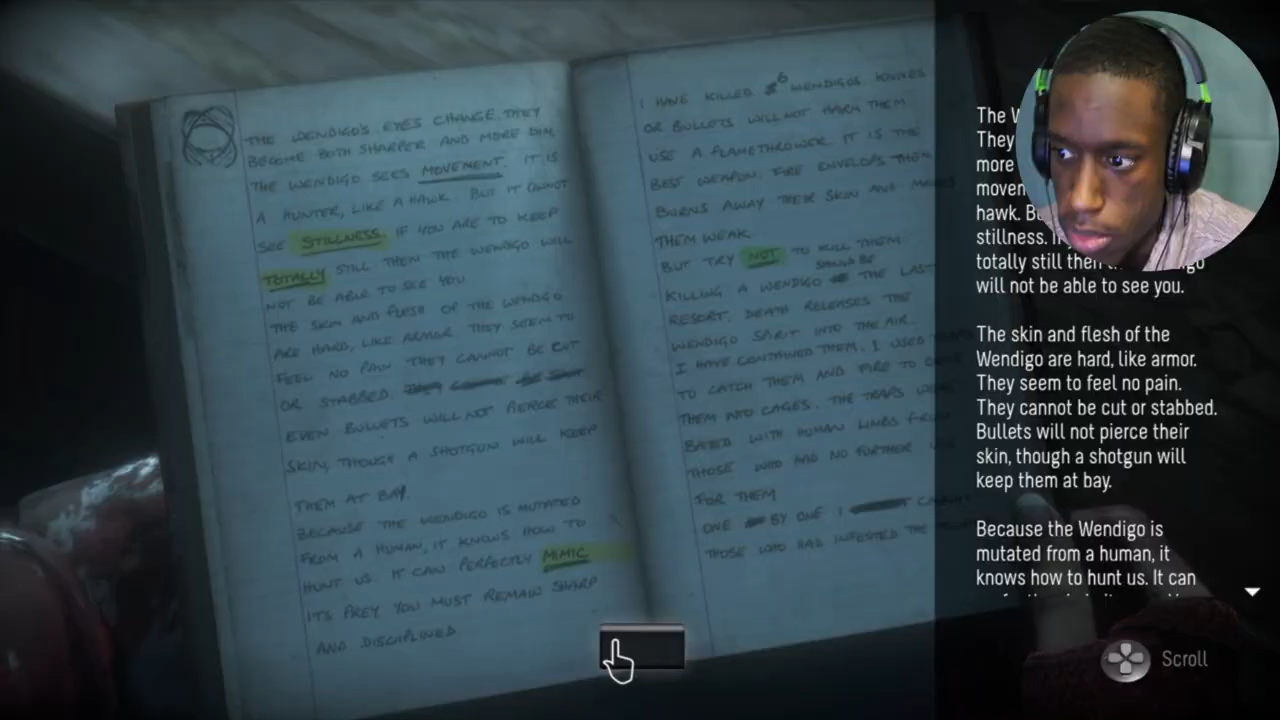 THE WENDIGO'S EYES CHANGE. THEY
BECOME BOTH SHARPER AND MORE DIM
THE WENDIGO SEES MOVEMENT. IT IS
A HUNTER, LIKE A HAWK. BUT IT CANNOT
SEE STILLNESS. IF YOU ARE TO KEEP
TOTALLY STILL THEN THE WENDIGO WILL
NOT BE ABLE TO SEE YOU
THE SKIN AND FLESH OF THE WENDIGO
ARE HARD, LIKE ARMOR. THEY SEEM TO
FEEL NO PAIN THEY CANNOT BE CUT
OR STABBED.
EVEN BULLETS WILL NOT PIERCE THEIR
SKIN, THOUGH A SHOTGUN WILL KEEP
THEM AT BAY.
BECAUSE THE WENDIGO IS MUTATED
FROM A HUMAN, IT KNOWS HOW TO
HUNT US. IT CAN PERFECTLY MIMIC
ITS PREY YOU MUST REMAIN SHARP
AND DISCIPLINED
I HAVE KILLED 6 WENDIGOS KNIVES
OR BULLETS WILL NOT HARM THEM
USE A FLAMETHROWER. IT IS THE
BEST WEAPON. FIRE ENVELOPS THEM
BURNS AWAY THEIR SKIN AND MAKES
THEM WEAK
BUT TRY NOT TO KILL THEM
KILLING A WENDIGO SHOULD BE THE LAST
RESORT. DEATH RELEASES THE
WENDIGO SPIRIT INTO THE AIR.
I HAVE CONTAINED THEM. I USED
TO CATCH THEM AND FIRE TO
THEM INTO CAGES. THE TRAPS WERE
BAITED WITH HUMAN LIMBS FROM
THOSE WHO HAD NO FURTHER
FOR THEM
ONE BY ONE I CAUGHT
THOSE WHO HAD INFESTED THE
The W
They
more
movem
hawk. B
stillness. I
totally still then
will not be able to see you.
The skin and flesh of the
Wendigo are hard, like armor.
They seem to feel no pain.
They cannot be cut or stabbed.
Bullets will not pierce their
skin, though a shotgun will
keep them at bay.
Because the Wendigo is
mutated from a human, it
knows how to hunt us. It can
Scroll